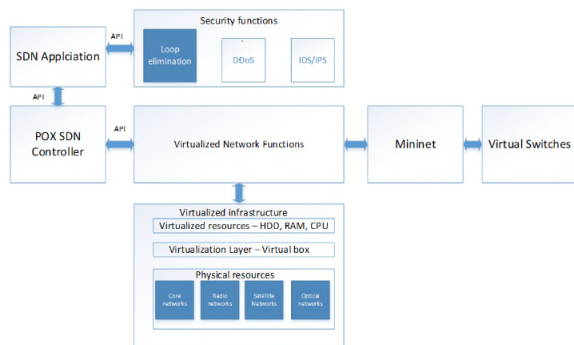 Security functions
API
SDN Applciation
Loop
elimination
DDoS
IDS/IPS
API
POX SDN
Controller
API
Virtualized Network Functions
Mininet
Virtual Switches
Virtualized infrastructure
Virtualized resources – HDD, RAM, CPU
Virtualization Layer – Virtual box
Physical resources
Core
networks
Radio
networks
Satellite
Networks
Optical
networks